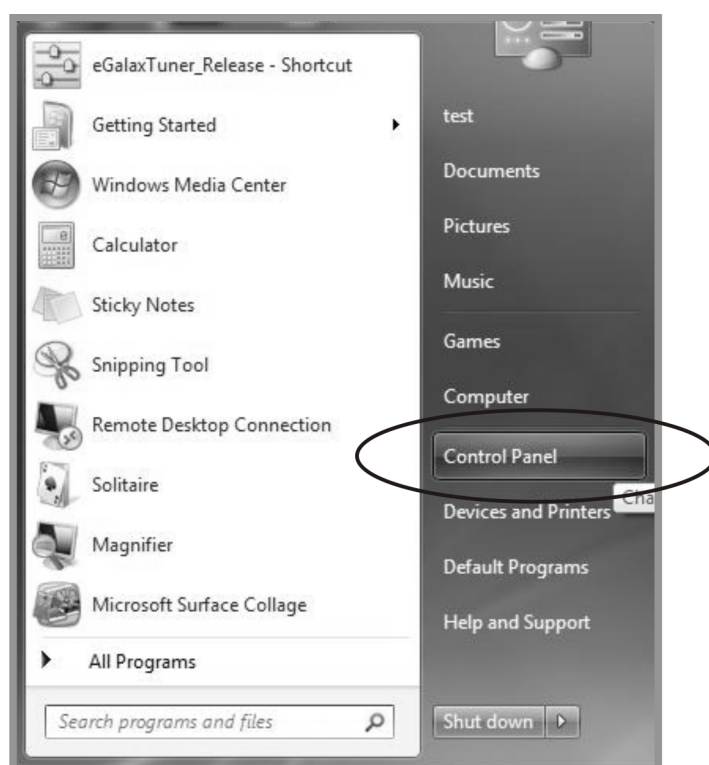 eGalaxTuner_Release - Shortcut
Getting Started
Windows Media Center
Calculator
Sticky Notes
Snipping Tool
Remote Desktop Connection
Solitaire
Magnifier
Microsoft Surface Collage
All Programs
Search programs and files
test
Documents
Pictures
Music
Games
Computer
Control Panel
Devices and Printers
Default Programs
Help and Support
Shut down